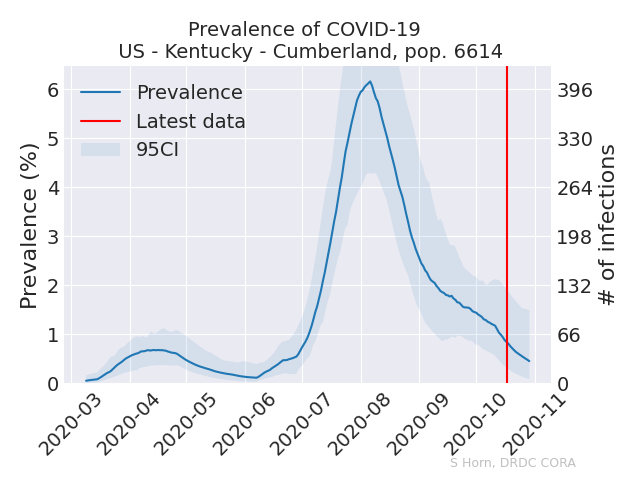 Prevalence of COVID-19
US - Kentucky - Cumberland, pop. 6614
Prevalence
Latest data
95CI
Prevalence (%)
6
5
4
3
2
1
0
396
330
264
198
132
66
0
# of infections
2020-03
2020-04
2020-05
2020-06
2020-07
2020-08
2020-09
2020-10
2020-11
S Horn, DRDC CORA